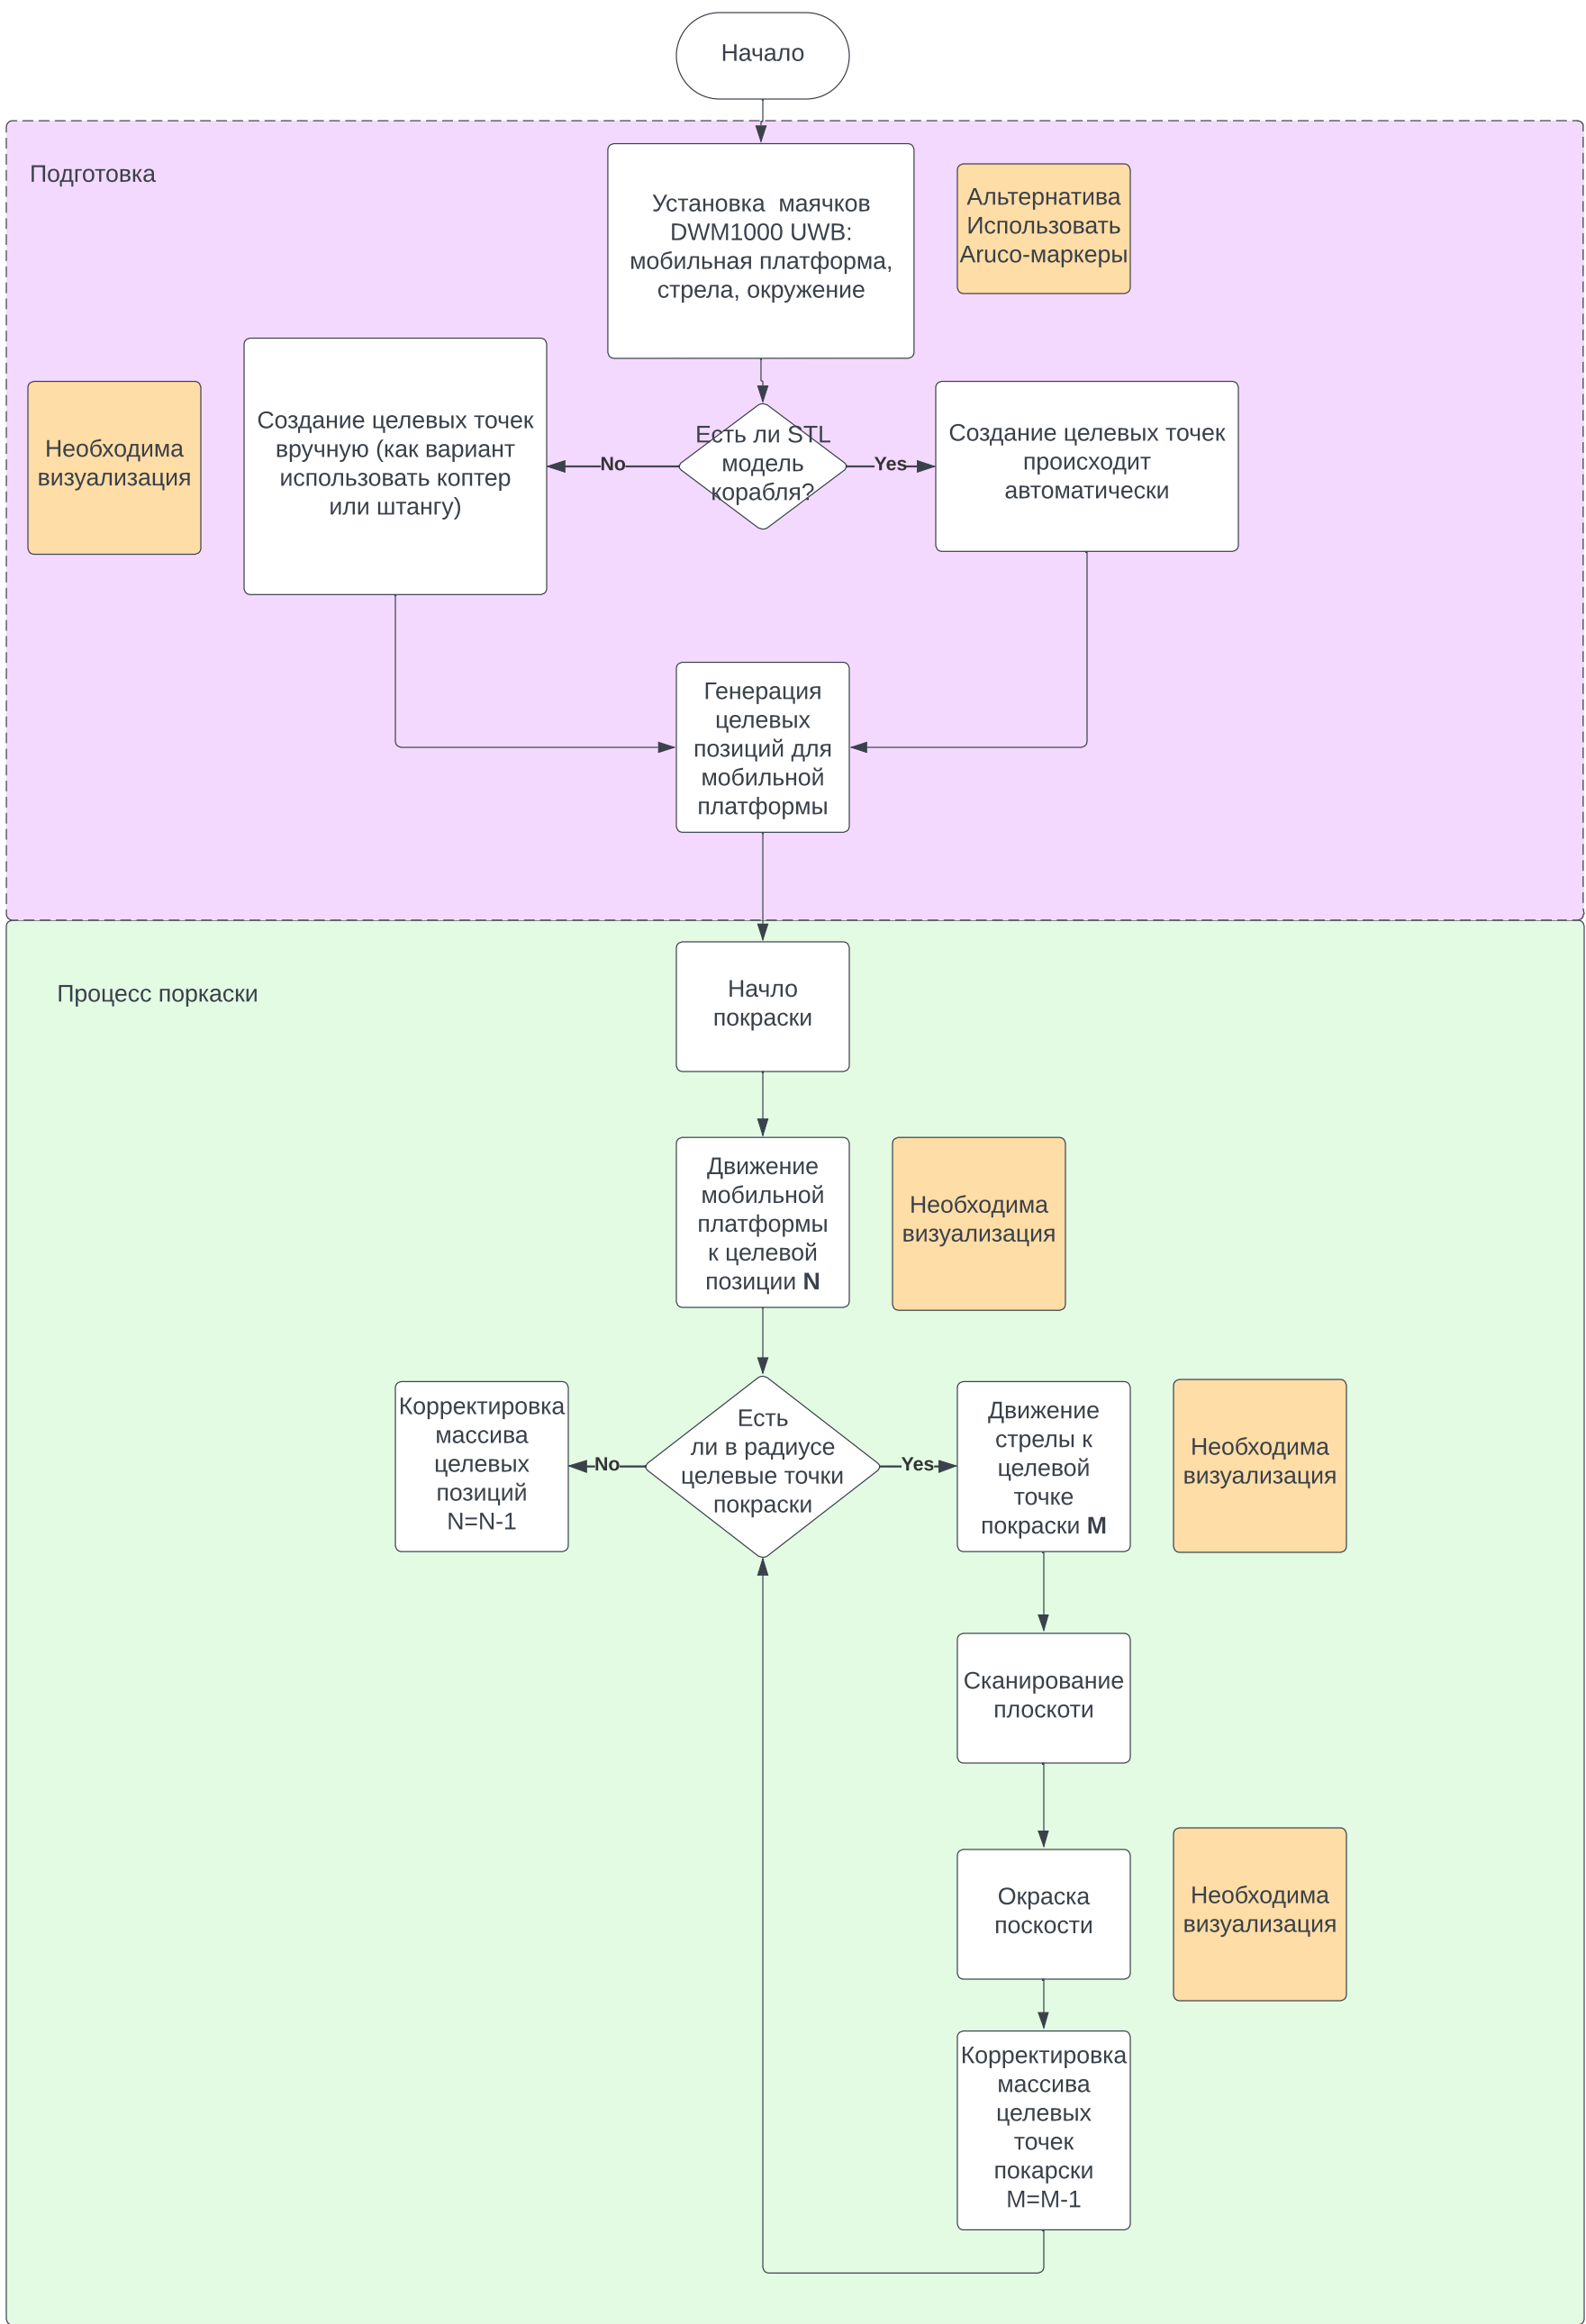 Начало
Подготовка
Установка  маячков
DWM1000 UWB:
мобильная платформа,
стрела, окружение
Альтернатива
Использовать
Aruco-маркеры
Необходима
визуализация
Создание целевых точек
вручную (как вариант
использовать коптер
или штангу)
No
Есть ли STL
модель
корабля?
Yes
Создание целевых точек
происходит
автоматически
Генерация
целевых
позиций для
мобильной
платформы
Процесс поркаски
Начло
покраски
Движение
мобильной
платформы
к целевой
позиции N
Необходима
визуализация
Корректировка
массива
целевых
позиций
N=N-1
No
Есть
ли в радиусе
целевые точки
покраски
Yes
Движение
стрелы к
целевой
точке
покраски M
Необходима
визуализация
Сканирование
плоскоти
Окраска
поскости
Необходима
визуализация
Корректировка
массива
целевых
точек
покарски
M=M-1